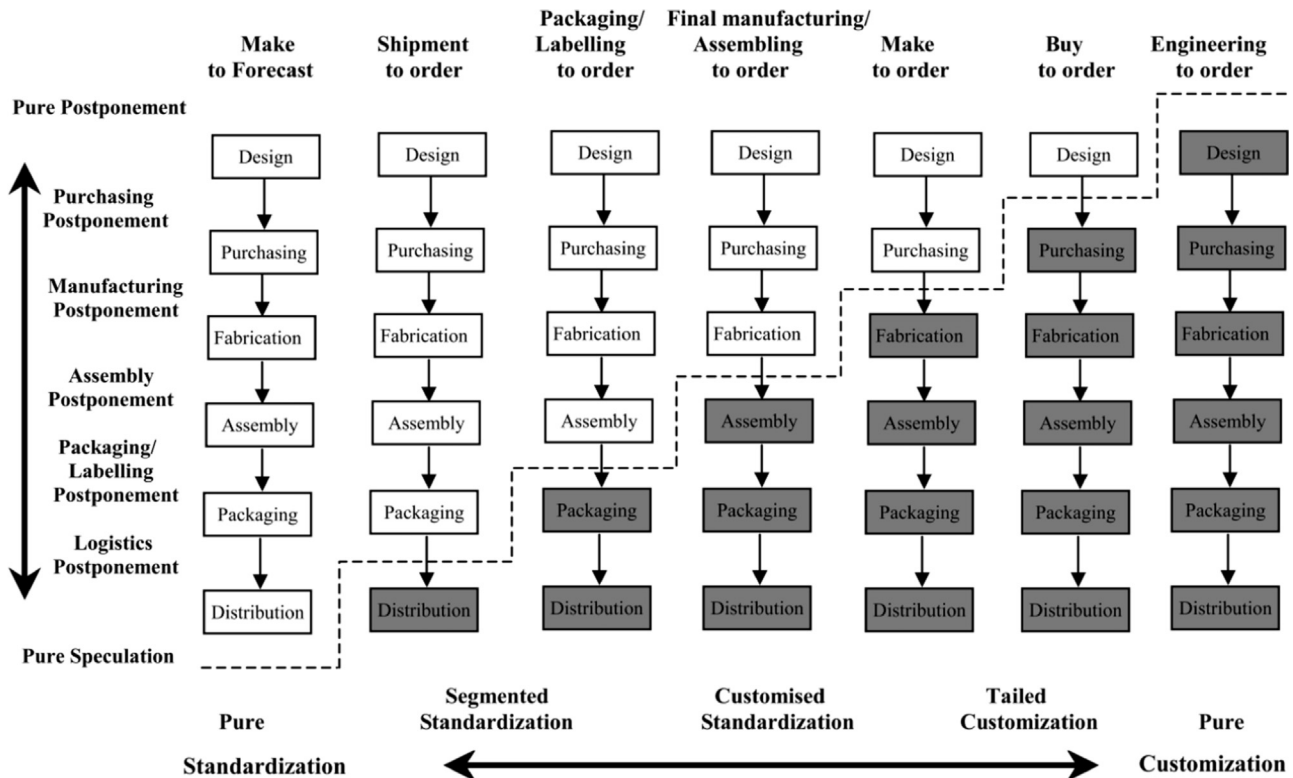 Packaging/ Final manufacturing/
Make Shipment Labelling Assembling Make Buy Engineering
to Forecast to order to order to order to order to order to order
Pure Postponement
Design Design Design Design Design Design Design
Purchasing
Postponement
Purchasing Purchasing Purchasing Purchasing Purchasing Purchasing Purchasing
Manufacturing
Postponement
Fabrication Fabrication Fabrication Fabrication Fabrication Fabrication Fabrication
Assembly
Postponement
Assembly Assembly Assembly Assembly Assembly Assembly Assembly
Packaging/
Labelling
Postponement
Packaging Packaging Packaging Packaging Packaging Packaging Packaging
Logistics
Postponement
Distribution Distribution Distribution Distribution Distribution Distribution Distribution
Pure Speculation
Segmented Customised Tailed
Pure Standardization Standardization Customization Pure
Standardization Customization